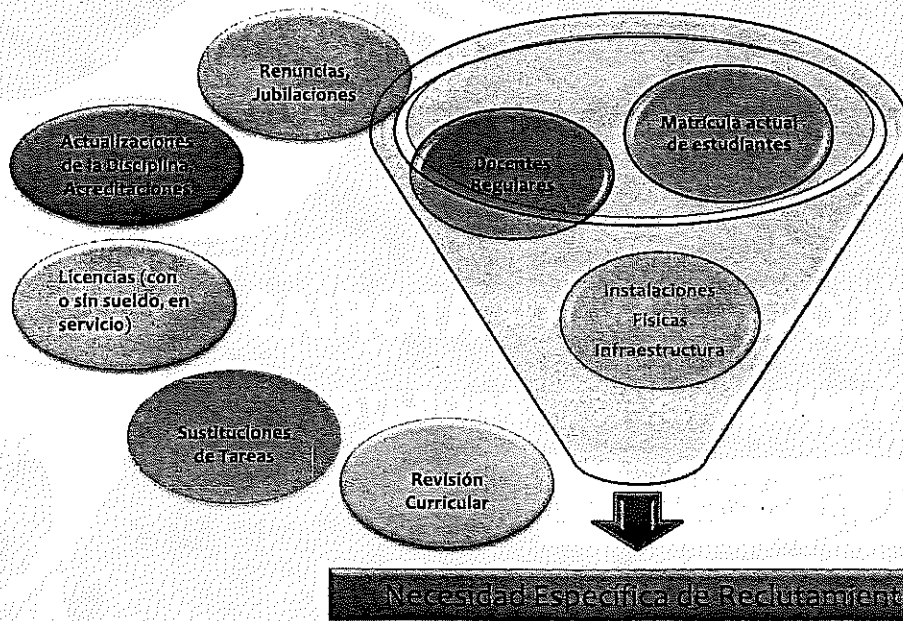 Renuncias,
Jubilaciones
Actualizaciones
de la Disciplina,
Acreditaciones
Licencias (con
o sin sueldo, en
servicio)
Sustituciones
de Tareas
Revisión
Curricular
Docentes
Regulares
Matrícula actual
de estudiantes
Instalaciones
Físicas
Infraestructura
Necesidad Específica de Reclutamient